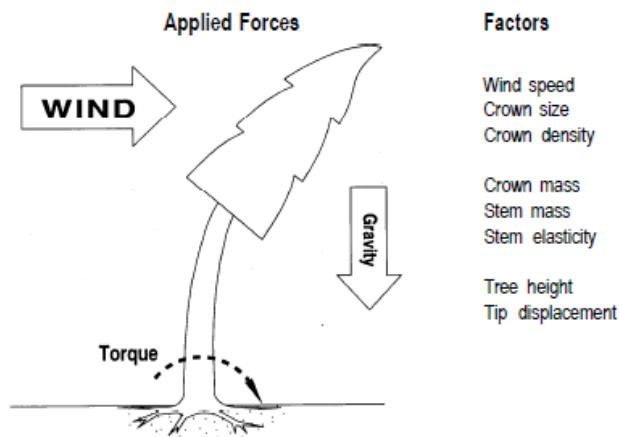 Applied Forces
Factors
WIND
Wind speed
Crown size
Crown density
Crown mass
Stem mass
Stem elasticity
Gravity
Tree height
Tip displacement
Torque